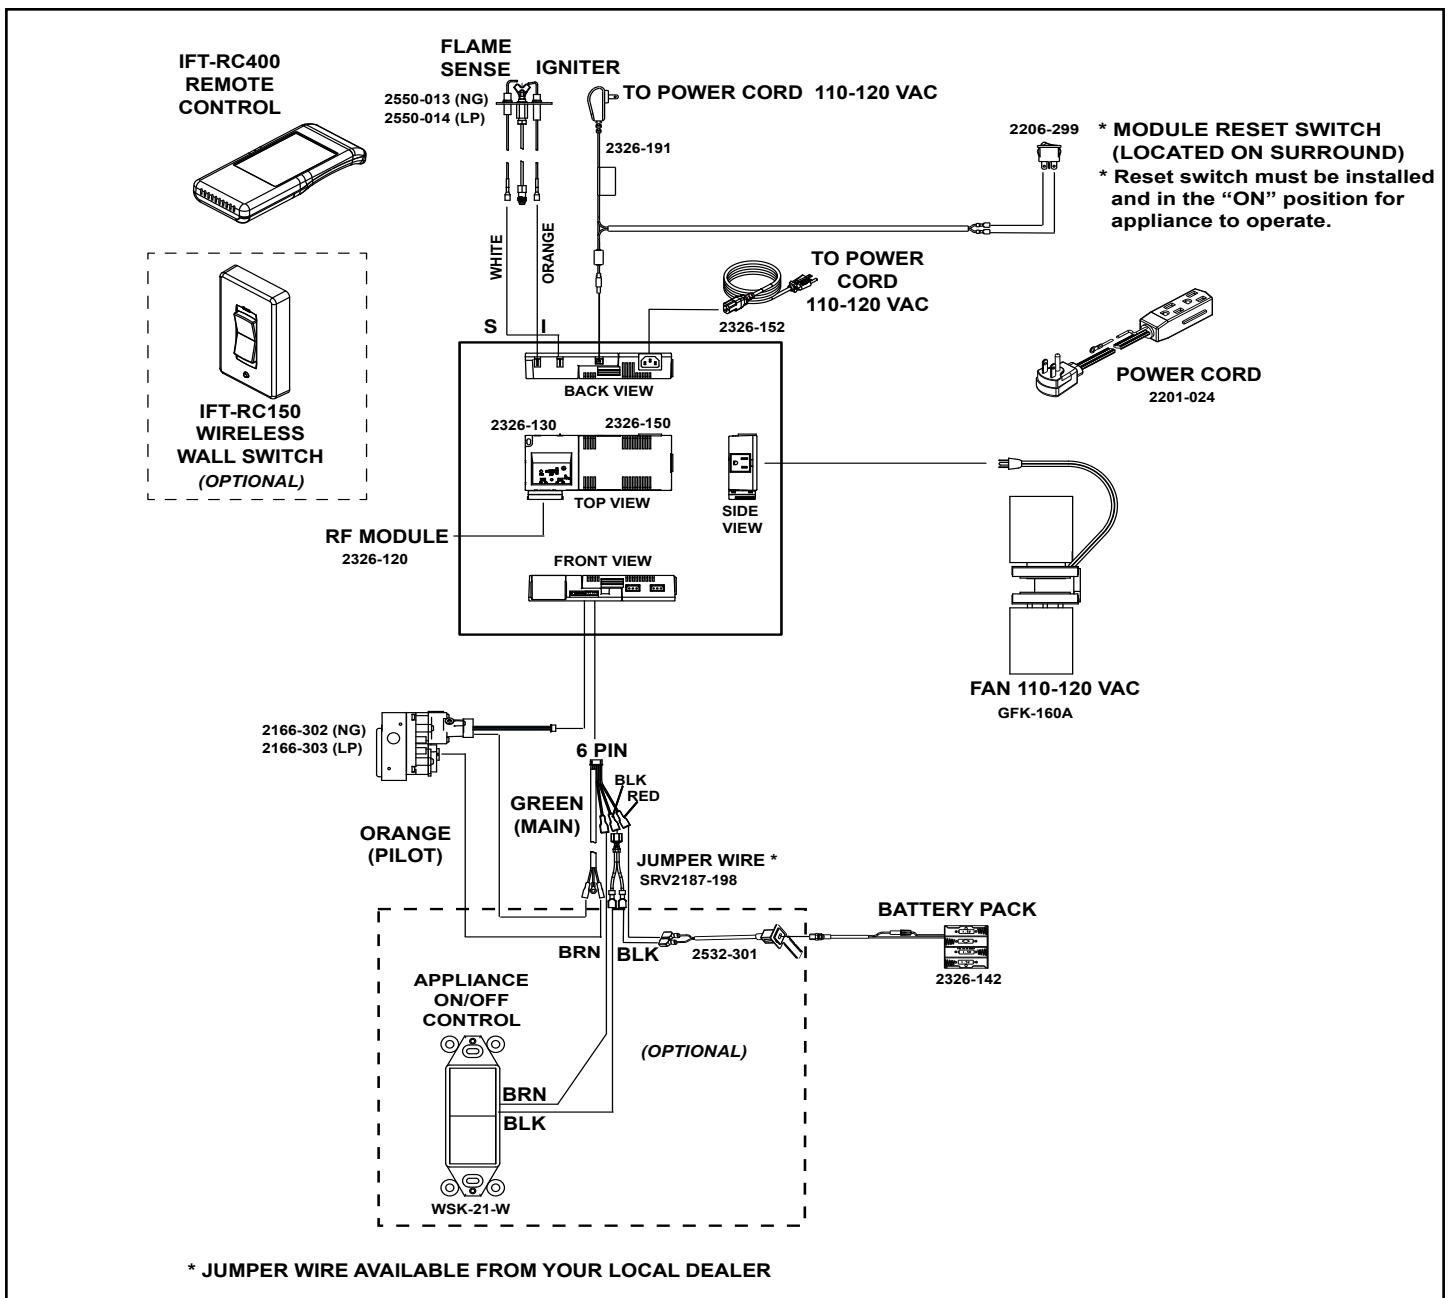 IFT-RC400
REMOTE
CONTROL
FLAME
SENSE
IGNITER
2550-013 (NG)
2550-014 (LP)
TO POWER CORD 110-120 VAC
2326-191
2206-299
* MODULE RESET SWITCH
(LOCATED ON SURROUND)
* Reset switch must be installed
and in the “ON” position for
appliance to operate.
WHITE
ORANGE
S
I
TO POWER
CORD
110-120 VAC
2326-152
IFT-RC150
WIRELESS
WALL SWITCH
(OPTIONAL)
BACK VIEW
POWER CORD
2201-024
2326-130
2326-150
TOP VIEW
SIDE
VIEW
RF MODULE
2326-120
FRONT VIEW
FAN 110-120 VAC
GFK-160A
2166-302 (NG)
2166-303 (LP)
6 PIN
BLK
RED
GREEN
(MAIN)
ORANGE
(PILOT)
JUMPER WIRE *
SRV2187-198
BRN
BLK
2532-301
BATTERY PACK
2326-142
APPLIANCE
ON/OFF
CONTROL
(OPTIONAL)
BRN
BLK
WSK-21-W
* JUMPER WIRE AVAILABLE FROM YOUR LOCAL DEALER